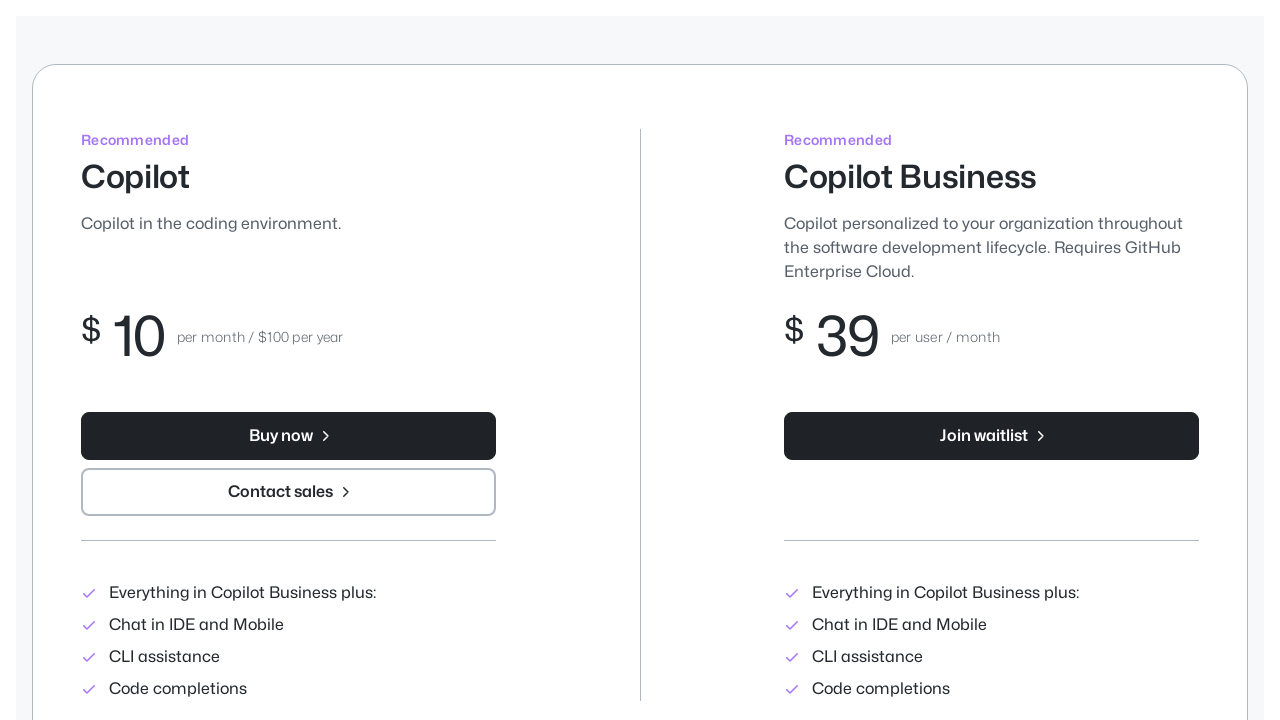 Recommended
Copilot
Copilot in the coding environment.
$ 10 per month / $100 per year
Buy now
Contact sales
Everything in Copilot Business plus:
Chat in IDE and Mobile
CLI assistance
Code completions
Recommended
Copilot Business
Copilot personalized to your organization throughout
the software development lifecycle. Requires GitHub
Enterprise Cloud.
$ 39 per user / month
Join waitlist
Everything in Copilot Business plus:
Chat in IDE and Mobile
CLI assistance
Code completions